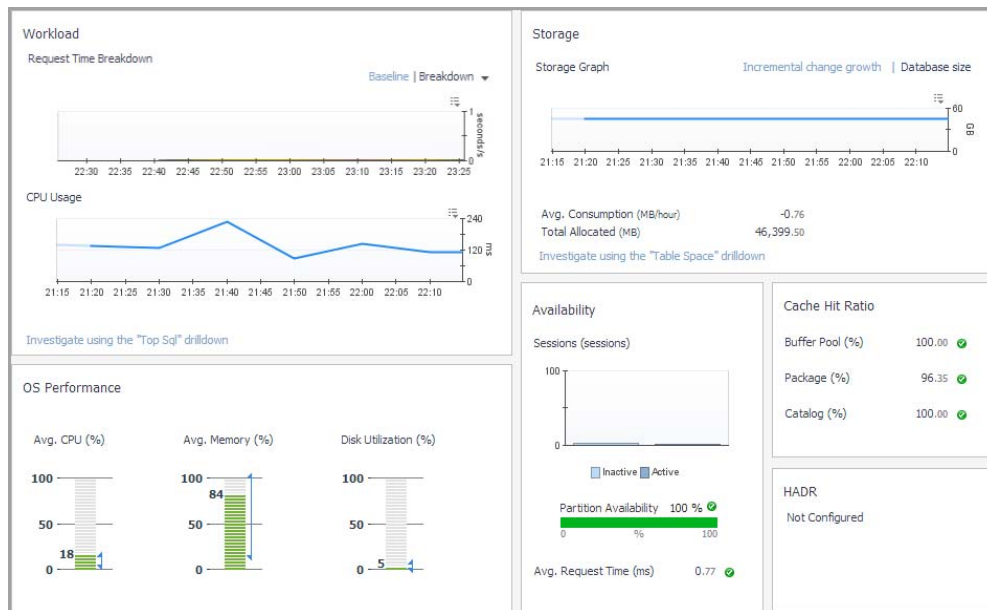 Workload
Request Time Breakdown
Baseline | Breakdown
1
seconds/s
0
22:30 22:35 22:40 22:45 22:50 22:55 23:00 23:05 23:10 23:15 23:20 23:25
CPU Usage
240
120
ms
0
21:15 21:20 21:25 21:30 21:35 21:40 21:45 21:50 21:55 22:00 22:05 22:10
Investigate using the "Top Sql" drilldown
Storage
Storage Graph
Incremental change growth | Database size
60
GB
0
21:15 21:20 21:25 21:30 21:35 21:40 21:45 21:50 21:55 22:00 22:05 22:10
Avg. Consumption (MB/hour) -0.76
Total Allocated (MB) 46,399.50
Investigate using the "Table Space" drilldown
OS Performance
Avg. CPU (%)
100
50
18
0
Avg. Memory (%)
100
84
50
0
Disk Utilization (%)
100
50
5
0
Availability
Sessions (sessions)
100
0
Inactive Active
Partition Availability 100 %
0 % 100
Avg. Request Time (ms) 0.77
Cache Hit Ratio
Buffer Pool (%) 100.00
Package (%) 96.35
Catalog (%) 100.00
HADR
Not Configured